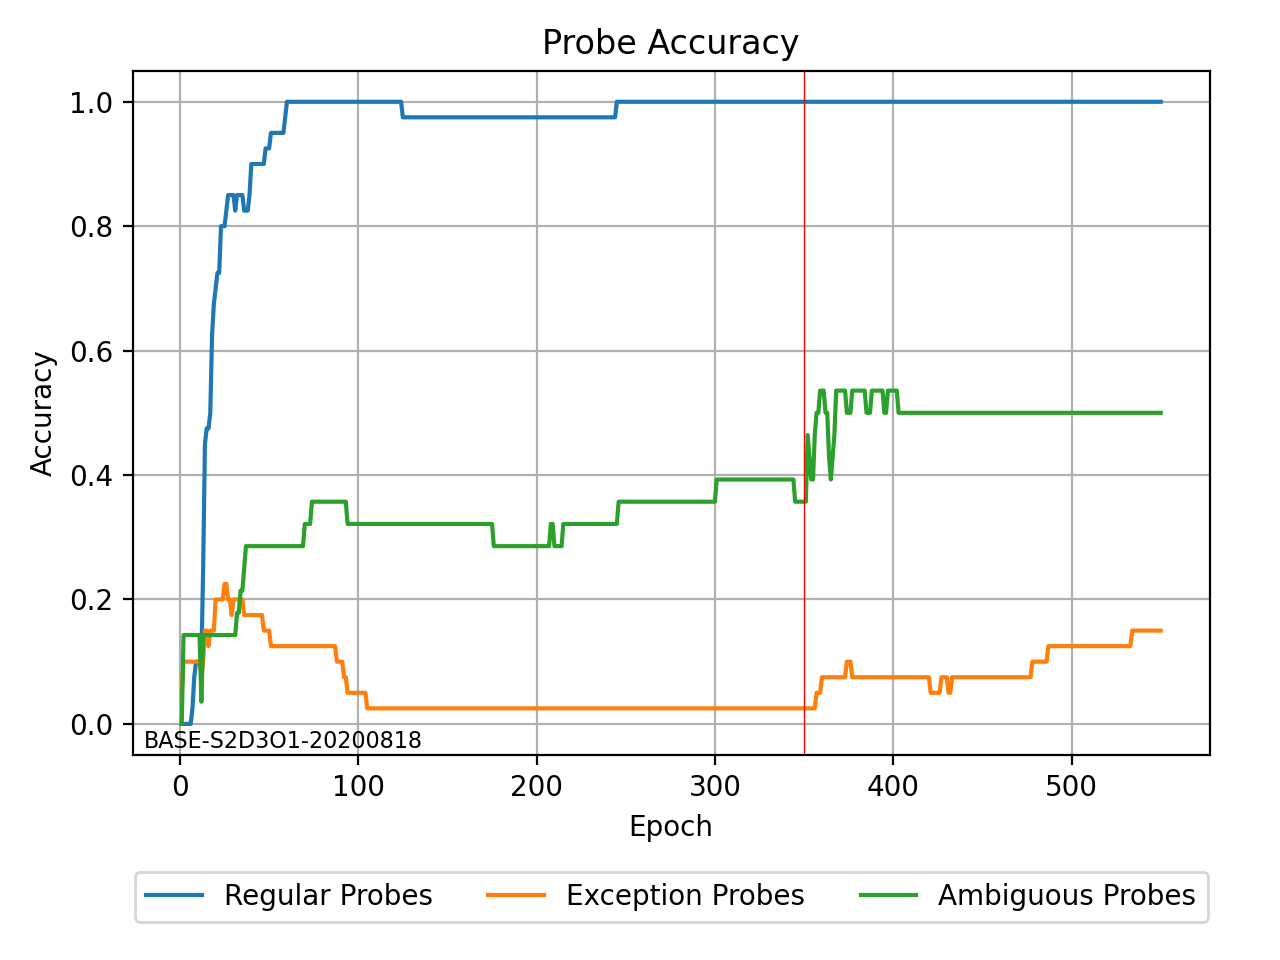 Probe Accuracy
1.0
0.8
0.6
0.4
0.2
0.0
Accuracy
BASE-S2D3O1-20200818
0 100 200 300 400 500
Epoch
Regular Probes Exception Probes Ambiguous Probes